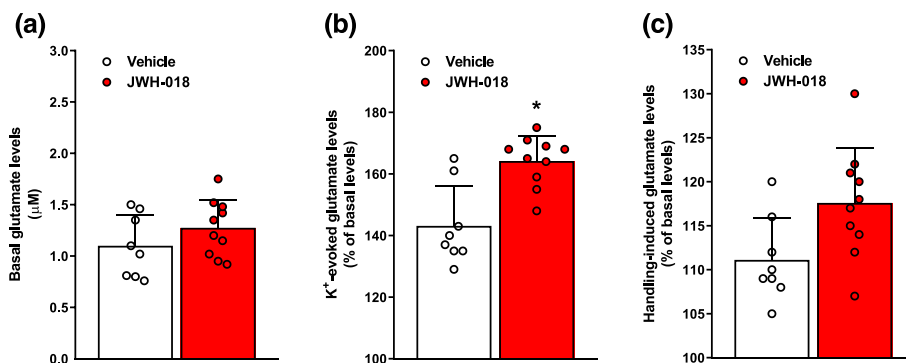 (a)
Basal glutamate levels
(µM)
3.0
2.5
2.0
1.5
1.0
0.5
0.0
Vehicle
JWH-018
(b)
K⁺-evoked glutamate levels
(% of basal levels)
200
180
160
140
120
100
Vehicle
JWH-018
*
(c)
Handling-induced glutamate levels
(% of basal levels)
135
130
125
120
115
110
105
100
Vehicle
JWH-018